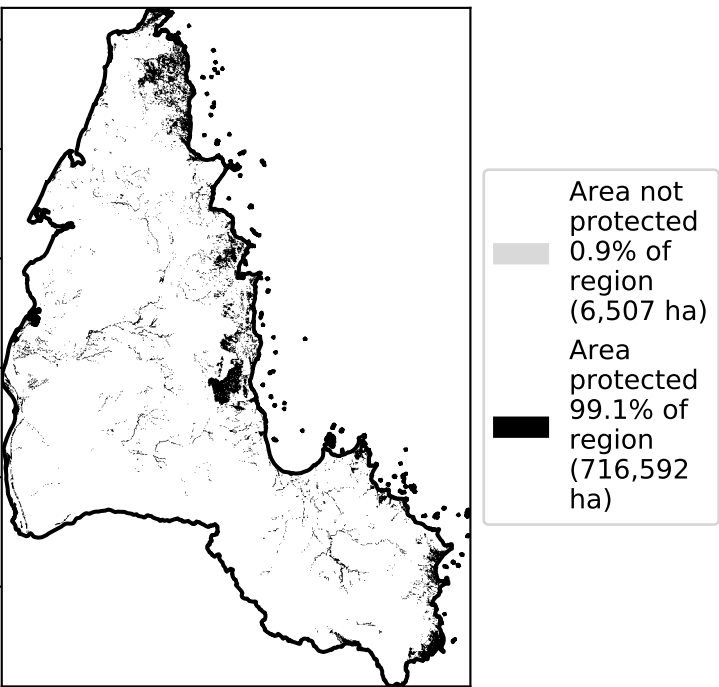 Area not
protected
0.9% of
region
(6,507 ha)
Area
protected
99.1% of
region
(716,592
ha)